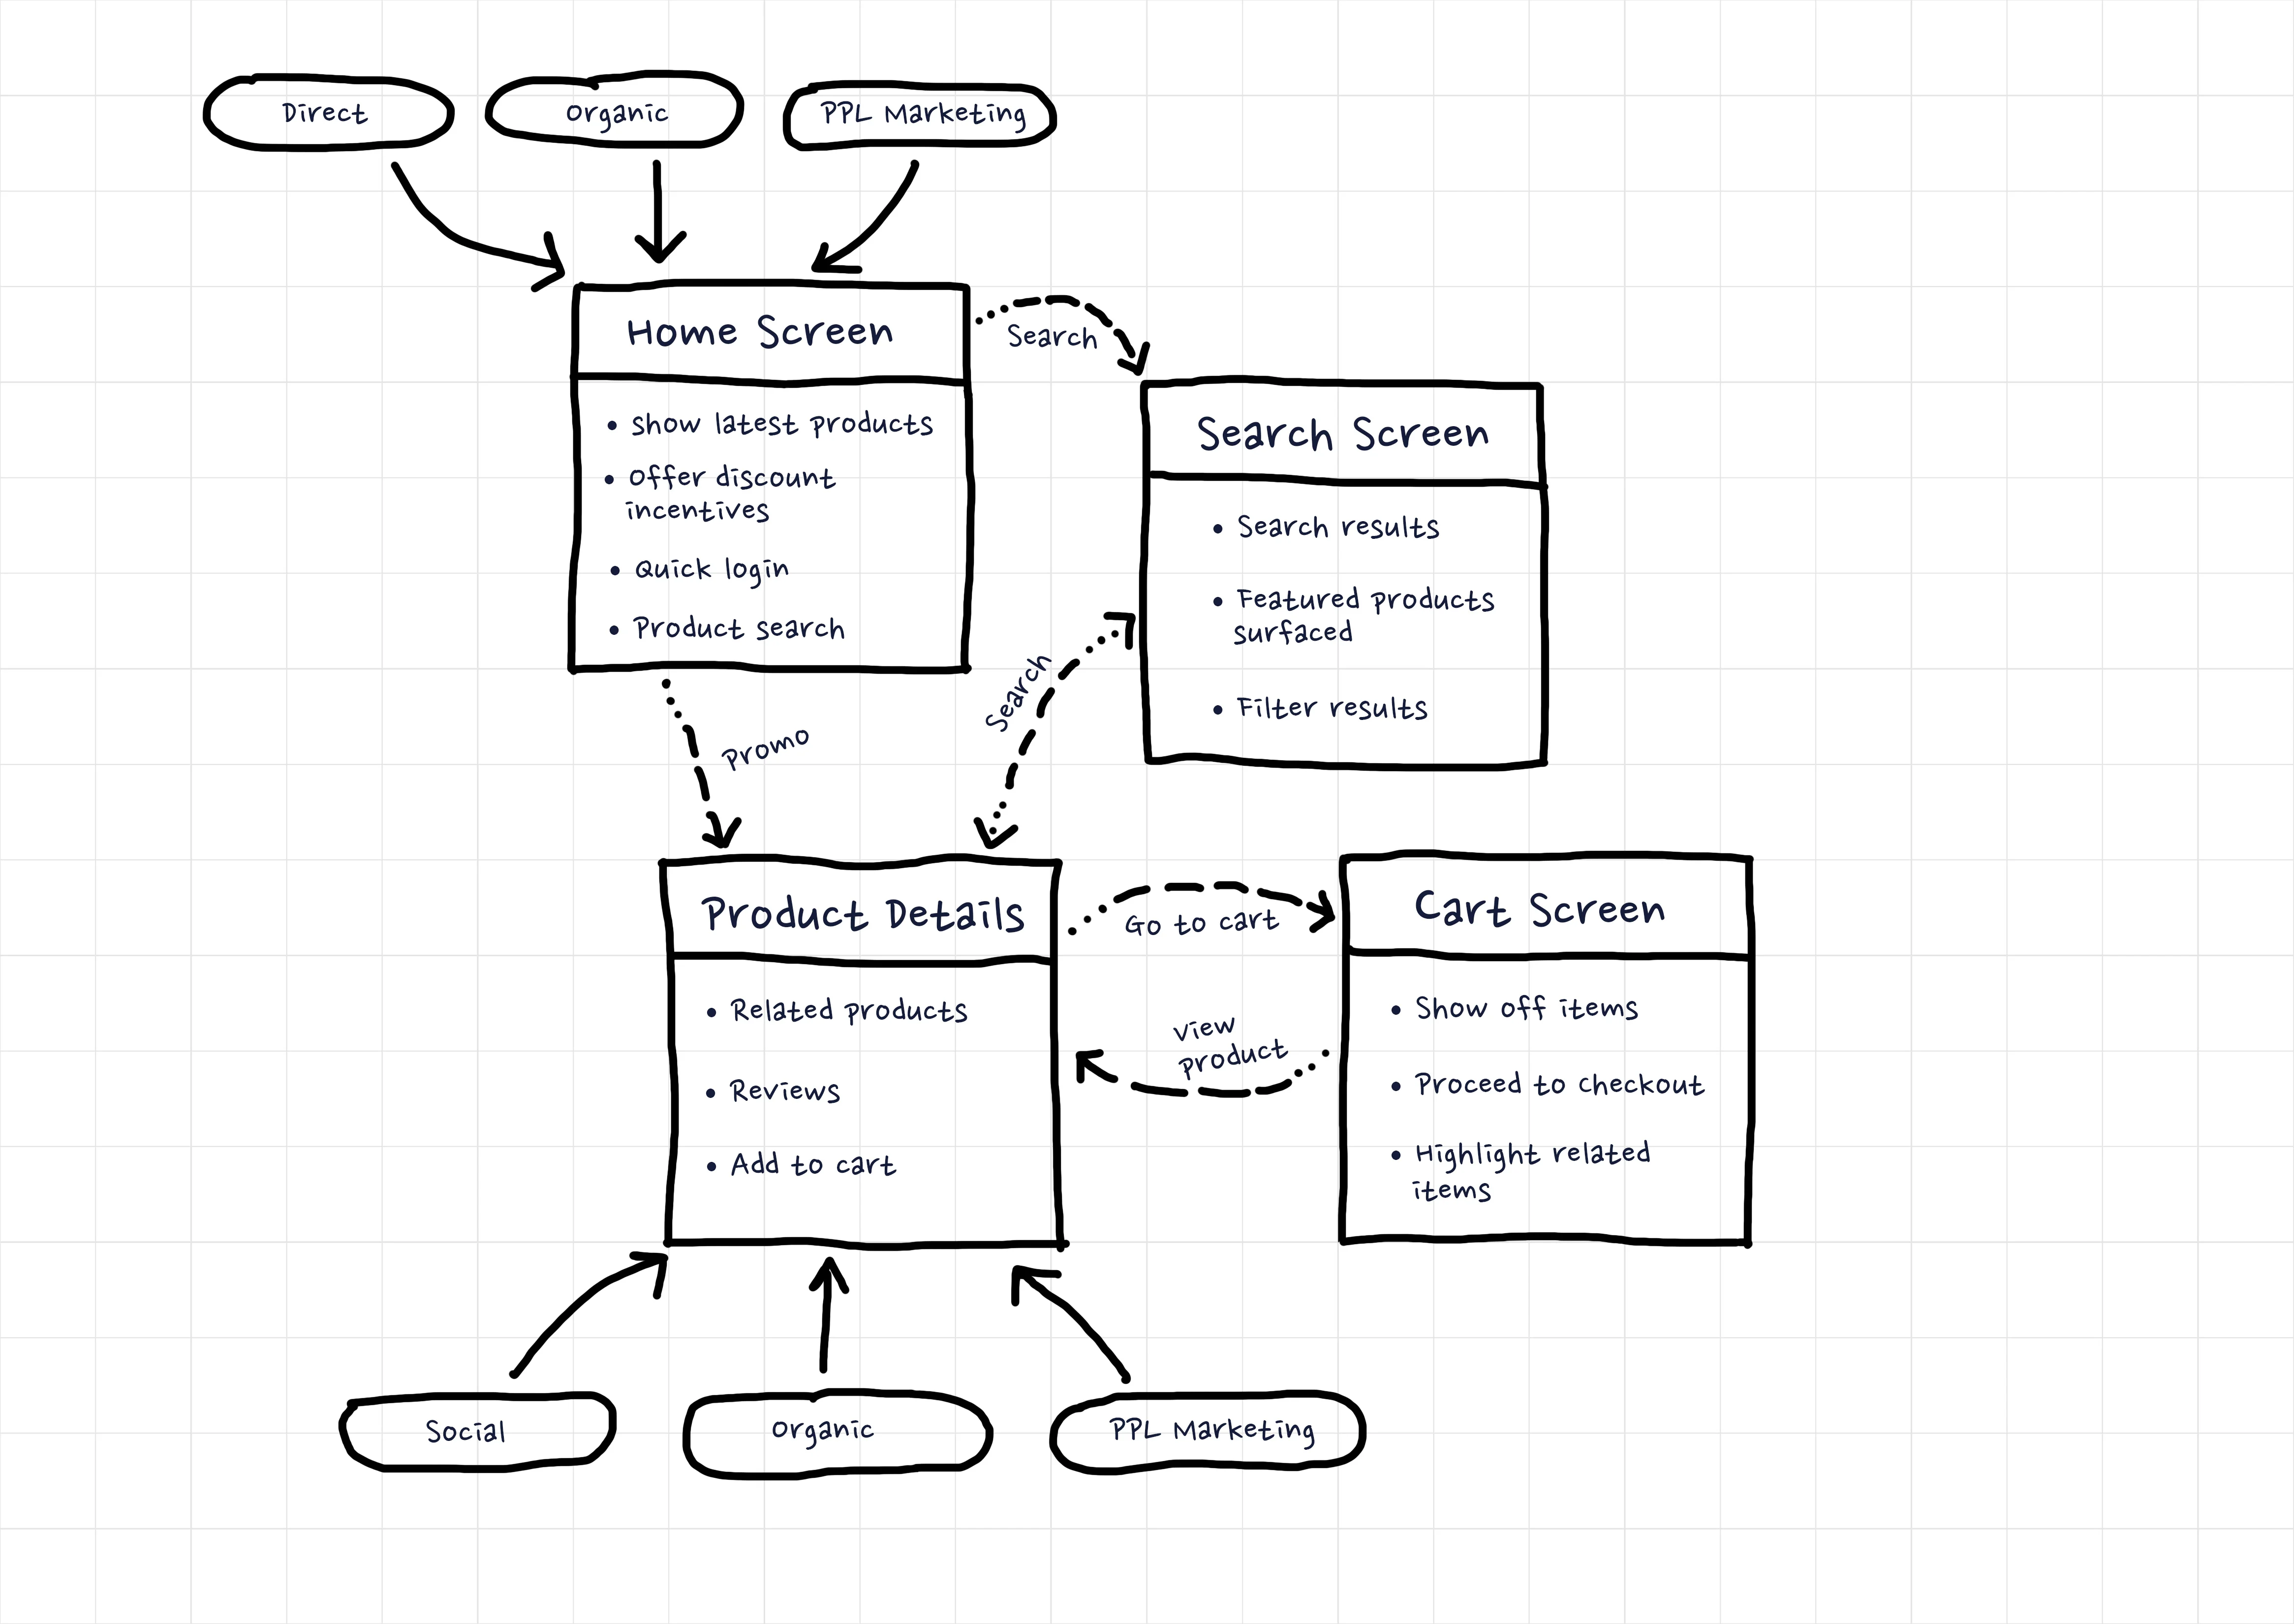 Direct
Organic
PPL Marketing
Home Screen
• show latest products
• Offer discount
incentives
• Quick login
• Product search
Search
Search Screen
• Search results
• Featured products
surfaced
• Filter results
Promo
Search
Product Details
• Related products
• Reviews
• Add to cart
Go to cart
view
product
Cart Screen
• Show off items
• Proceed to checkout
• Highlight related
items
Social
Organic
PPL Marketing